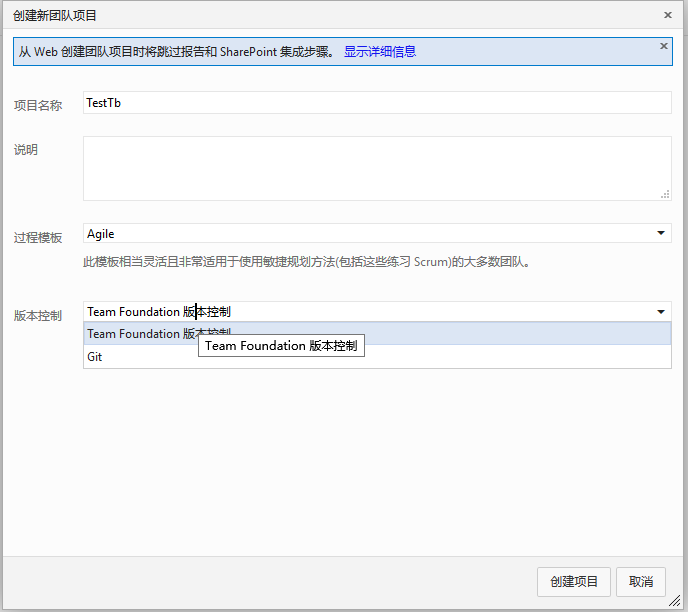 创建新团队项目
从 Web 创建团队项目时将跳过报告和 SharePoint 集成步骤。 显示详细信息
项目名称 TestTb
说明
过程模板 Agile
此模板相当灵活且非常适用于使用敏捷规划方法(包括这些练习 Scrum)的大多数团队。
版本控制 Team Foundation 版本控制
Team Foundation 版本控制
Team Foundation 版本控制
Git
创建项目 取消